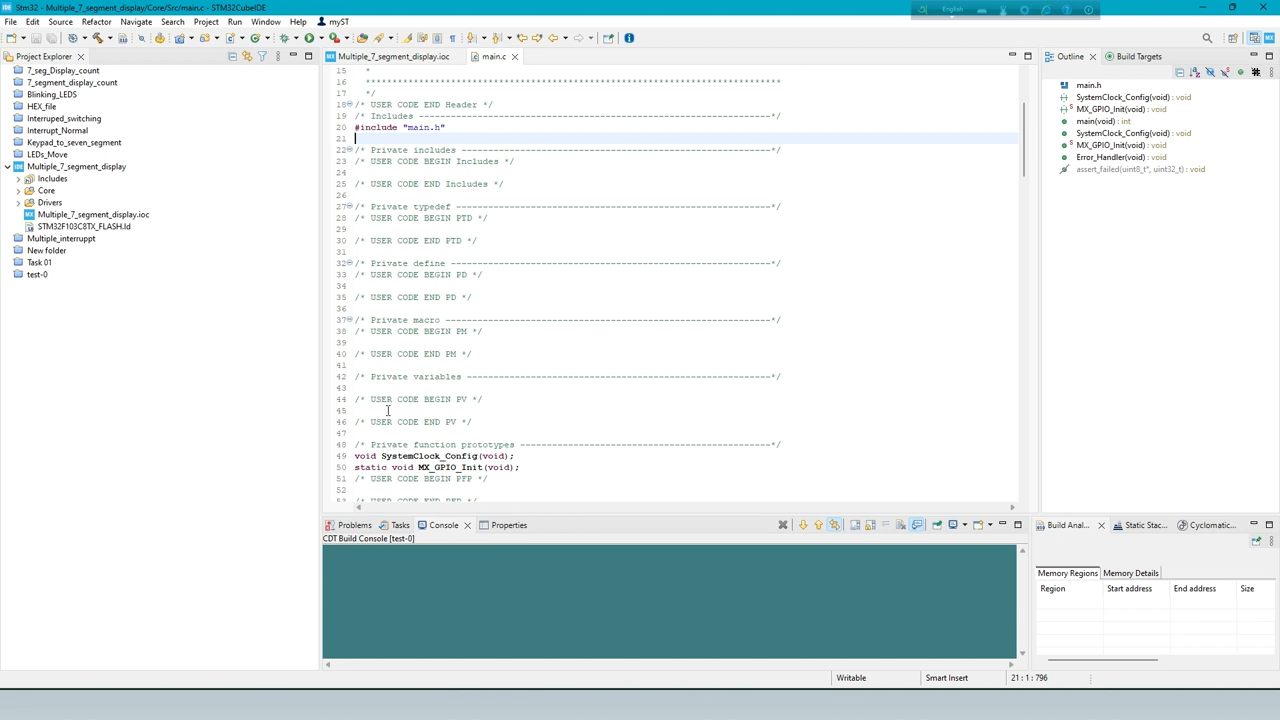 IDE Stm32 - Multiple_7_segment_display/Core/Src/main.c - STM32CubeIDE
English
File Edit Source Refactor Navigate Search Project Run Window Help myST
Project Explorer
7_seg_Display_count
7_segment_display_count
Blinking_LEDS
HEX_file
Interruped_switching
Interrupt_Normal
Keypad_to_seven_segment
LEDs_Move
Multiple_7_segment_display
Includes
Core
Drivers
MX Multiple_7_segment_display.ioc
STM32F103C8TX_FLASH.ld
Multiple_interruppt
New folder
Task 01
test-0
MX Multiple_7_segment_display.ioc main.c
15 *
16 ******************************************************************************
17 */
18 /* USER CODE END Header */
19 /* Includes ------------------------------------------------------------------*/
20 #include "main.h"
21
22 /* Private includes ----------------------------------------------------------*/
23 /* USER CODE BEGIN Includes */
24
25 /* USER CODE END Includes */
26
27 /* Private typedef -----------------------------------------------------------*/
28 /* USER CODE BEGIN PTD */
29
30 /* USER CODE END PTD */
31
32 /* Private define ------------------------------------------------------------*/
33 /* USER CODE BEGIN PD */
34
35 /* USER CODE END PD */
36
37 /* Private macro -------------------------------------------------------------*/
38 /* USER CODE BEGIN PM */
39
40 /* USER CODE END PM */
41
42 /* Private variables ---------------------------------------------------------*/
43
44 /* USER CODE BEGIN PV */
45
46 /* USER CODE END PV */
47
48 /* Private function prototypes -----------------------------------------------*/
49 void SystemClock_Config(void);
50 static void MX_GPIO_Init(void);
51 /* USER CODE BEGIN PFP */
52
Outline Build Targets
main.h
SystemClock_Config(void) : void
MX_GPIO_Init(void) : void
main(void) : int
SystemClock_Config(void) : void
MX_GPIO_Init(void) : void
Error_Handler(void) : void
assert_failed(uint8_t*, uint32_t) : void
Problems Tasks Console Properties
CDT Build Console [test-0]
Build Anal... Static Stac... Cyclomatic...
Memory Regions Memory Details
Region Start address End address Size
Writable Smart Insert 21 : 1 : 796